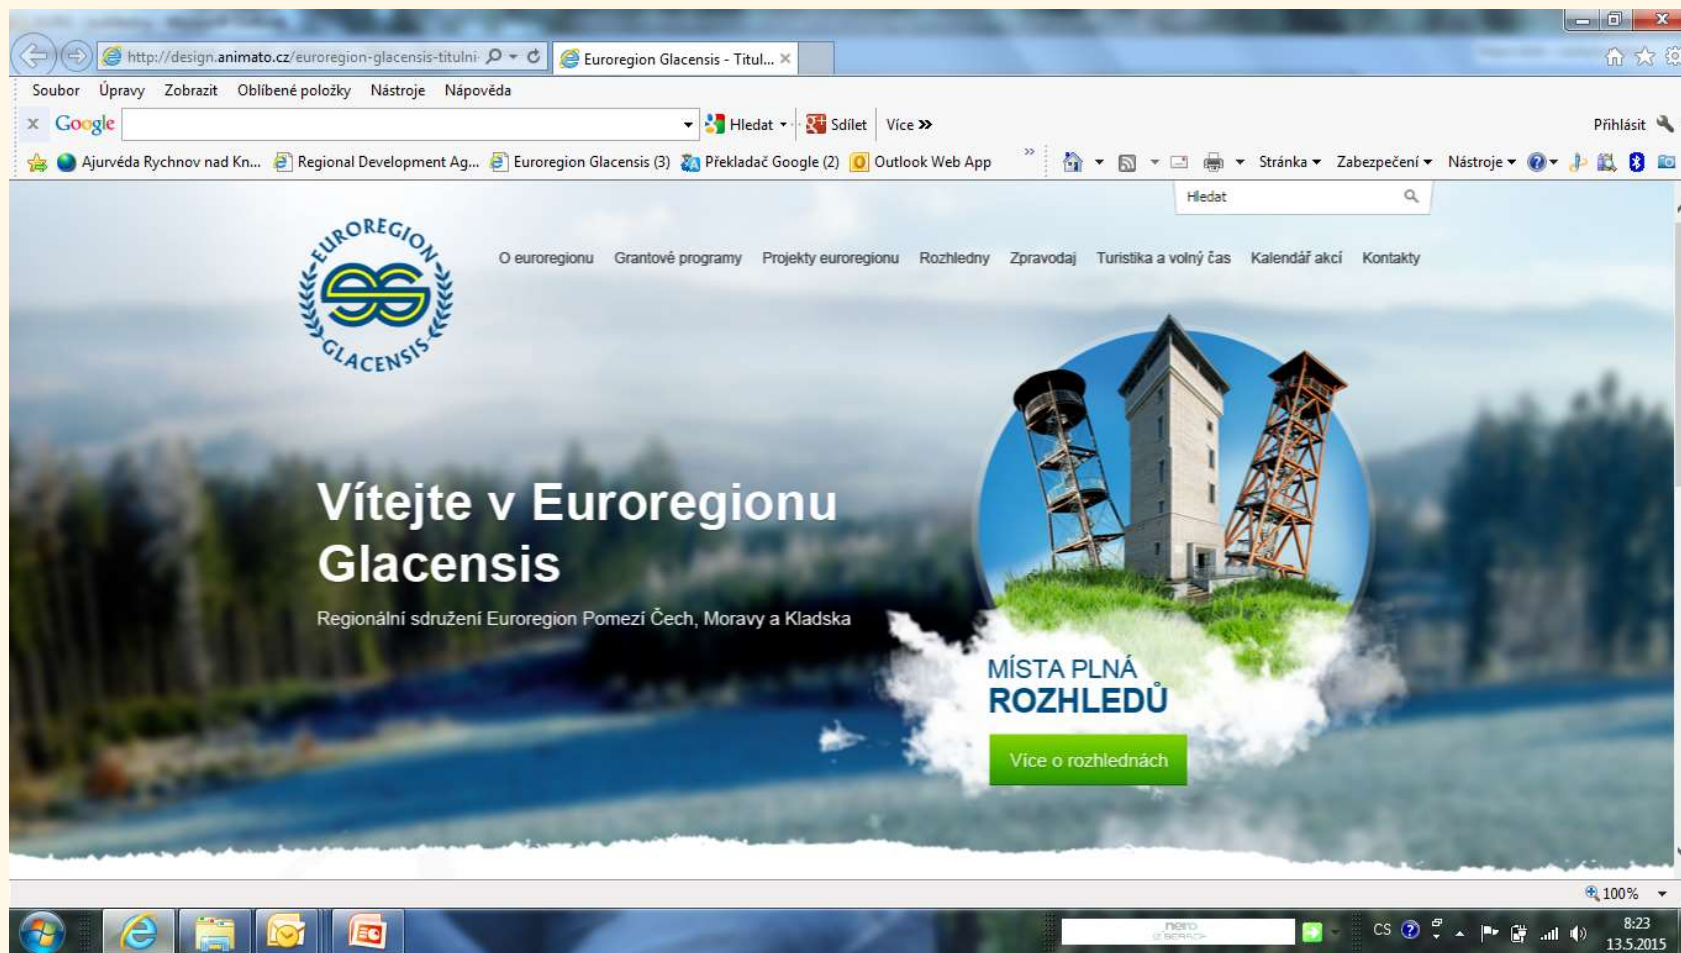 http://design.animato.cz/euroregion-glacensis-titulni-
Euroregion Glacensis - Titul...
Soubor Úpravy Zobrazit Oblíbené položky Nástroje Nápověda
x Google Hledat Sdílet Více Přihlásit
Ajurvéda Rychnov nad Kn... Regional Development Ag... Euroregion Glacensis (3) Překladač Google (2) Outlook Web App Stránka Zabezpečení Nástroje
Hledat
EUROREGION
GLACENSIS
O euroregionu Grantové programy Projekty euroregionu Rozhledny Zpravodaj Turistika a volný čas Kalendář akcí Kontakty
Vítejte v Euroregionu
Glacensis
Regionální sdružení Euroregion Pomezí Čech, Moravy a Kladska
MÍSTA PLNÁ
ROZHLEDŮ
Více o rozhlednách
100%
nero
CS
8:23
13.5.2015